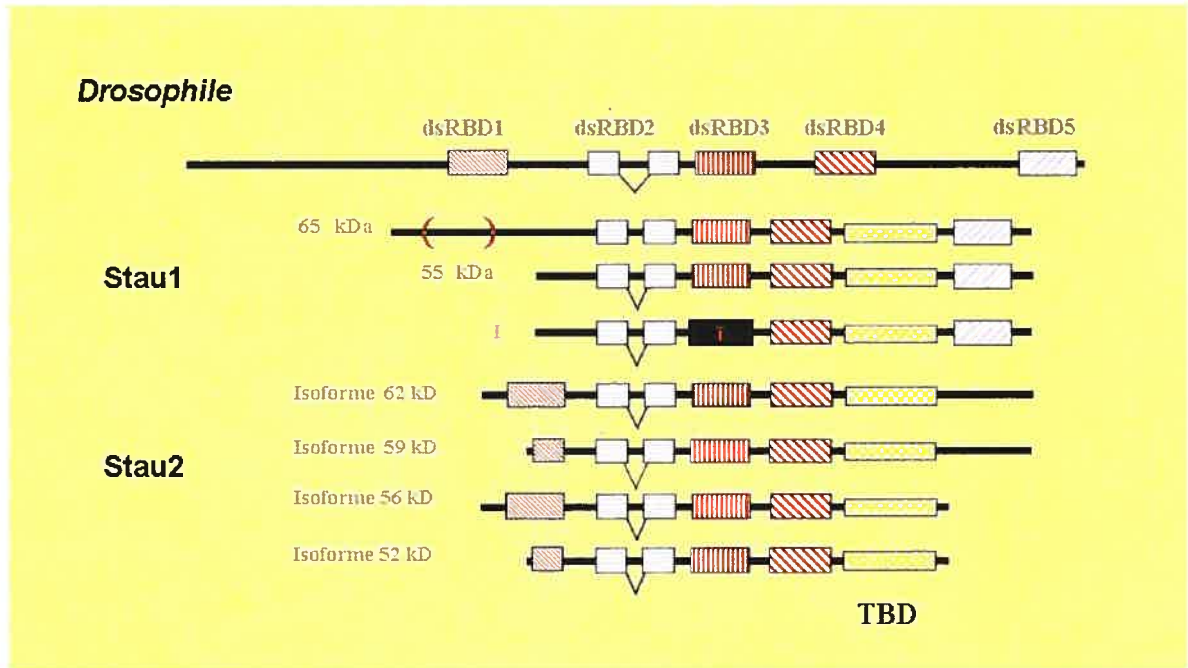 Drosophile
dsRBD1 dsRBD2 dsRBD3 dsRBD4 dsRBD5
65 kDa
55 kDa
Stau1
I
i
Isoforme 62 kD
Isoforme 59 kD
Stau2
Isoforme 56 kD
Isoforme 52 kD
TBD